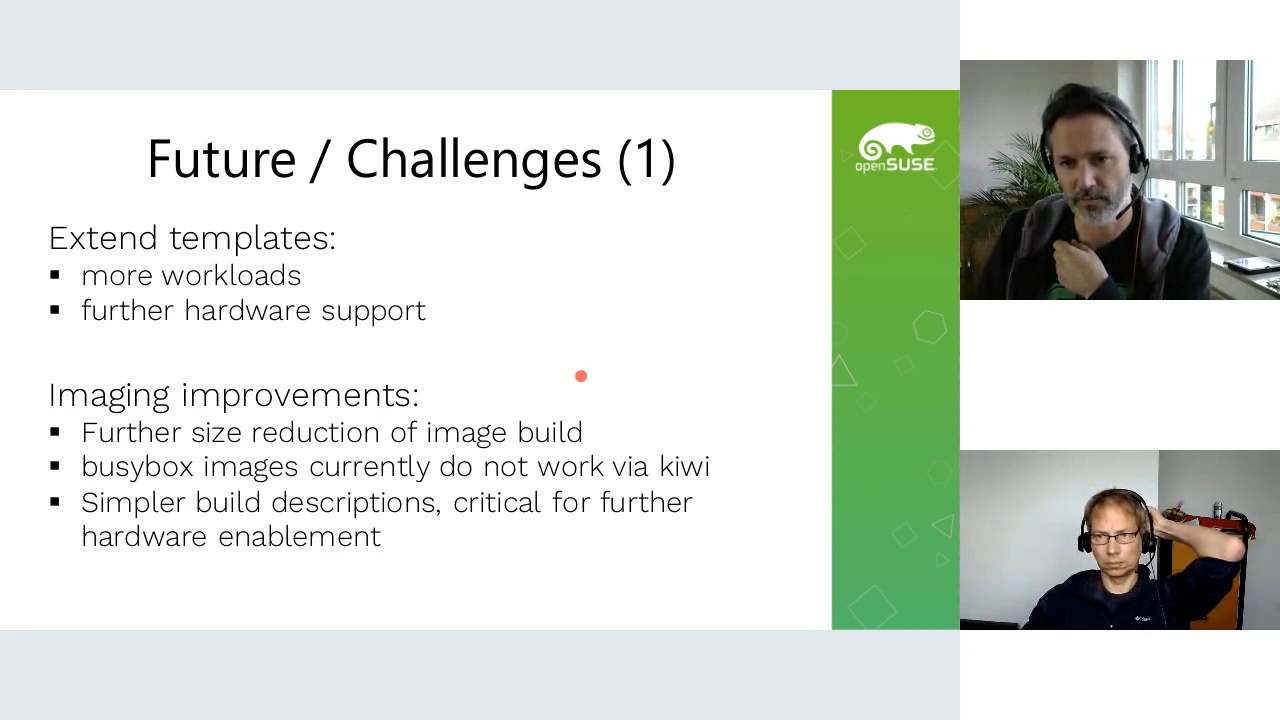 Future / Challenges (1)
openSUSE
Extend templates:
▪ more workloads
▪ further hardware support
Imaging improvements:
▪ Further size reduction of image build
▪ busybox images currently do not work via kiwi
▪ Simpler build descriptions, critical for further
hardware enablement